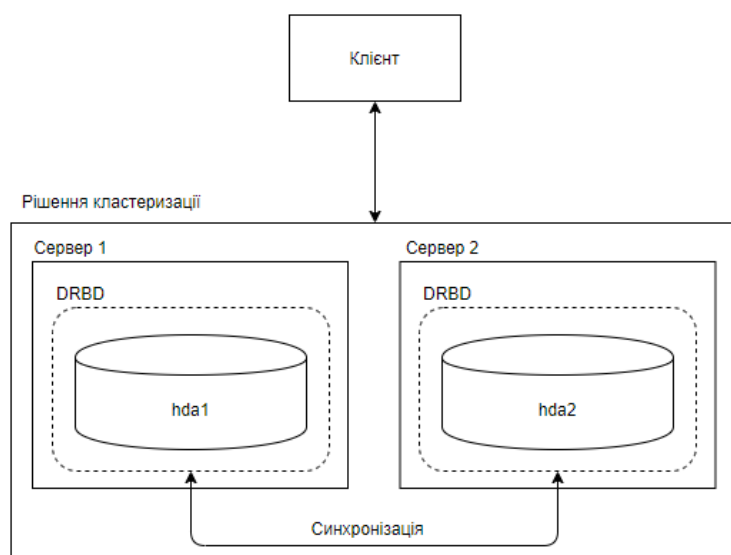 Клієнт
Рішення кластеризації
Сервер 1
Сервер 2
DRBD
DRBD
hda1
hda2
Синхронізація